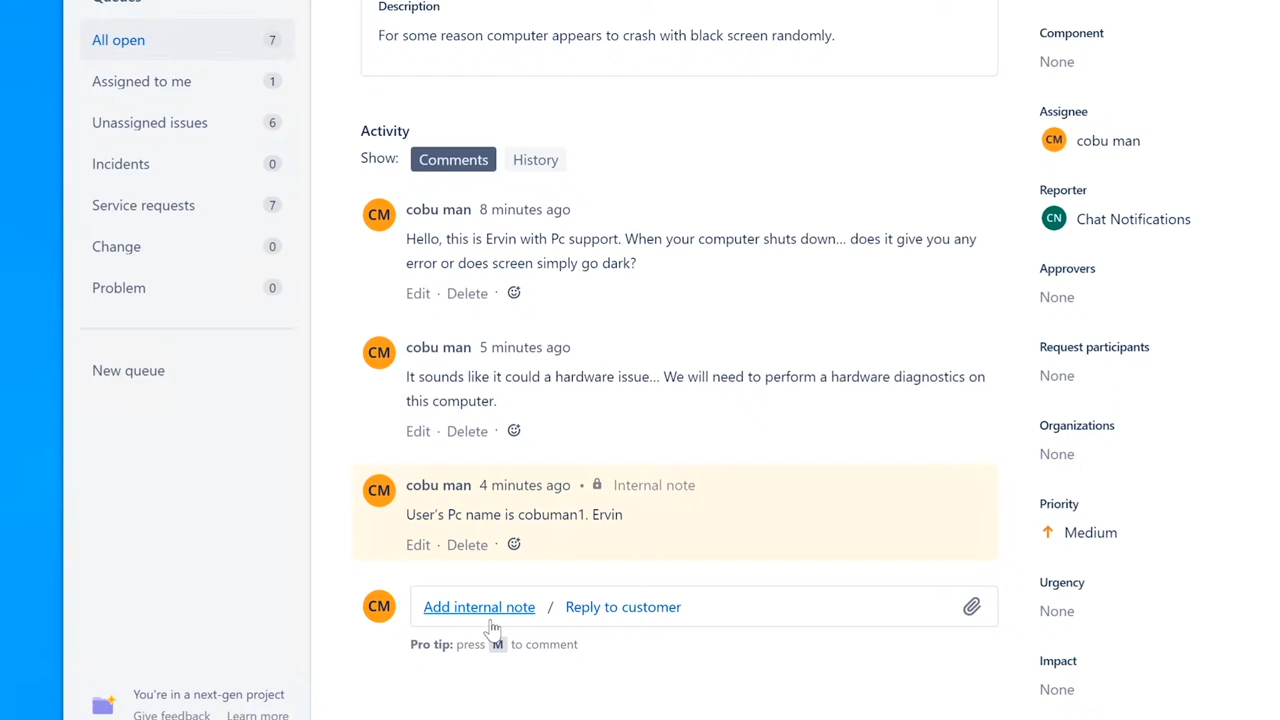 Queues
All open 7
Assigned to me 1
Unassigned issues 6
Incidents 0
Service requests 7
Change 0
Problem 0
New queue
You're in a next-gen project
Give feedback Learn more
Description
For some reason computer appears to crash with black screen randomly.
Activity
Show: Comments History
CM cobu man 8 minutes ago
Hello, this is Ervin with Pc support. When your computer shuts down... does it give you any
error or does screen simply go dark?
Edit · Delete ·
CM cobu man 5 minutes ago
It sounds like it could a hardware issue... We will need to perform a hardware diagnostics on
this computer.
Edit · Delete ·
CM cobu man 4 minutes ago • Internal note
User's Pc name is cobuman1. Ervin
Edit · Delete ·
CM Add internal note / Reply to customer
Pro tip: press M to comment
Component
None
Assignee
CM cobu man
Reporter
CN Chat Notifications
Approvers
None
Request participants
None
Organizations
None
Priority
Medium
Urgency
None
Impact
None